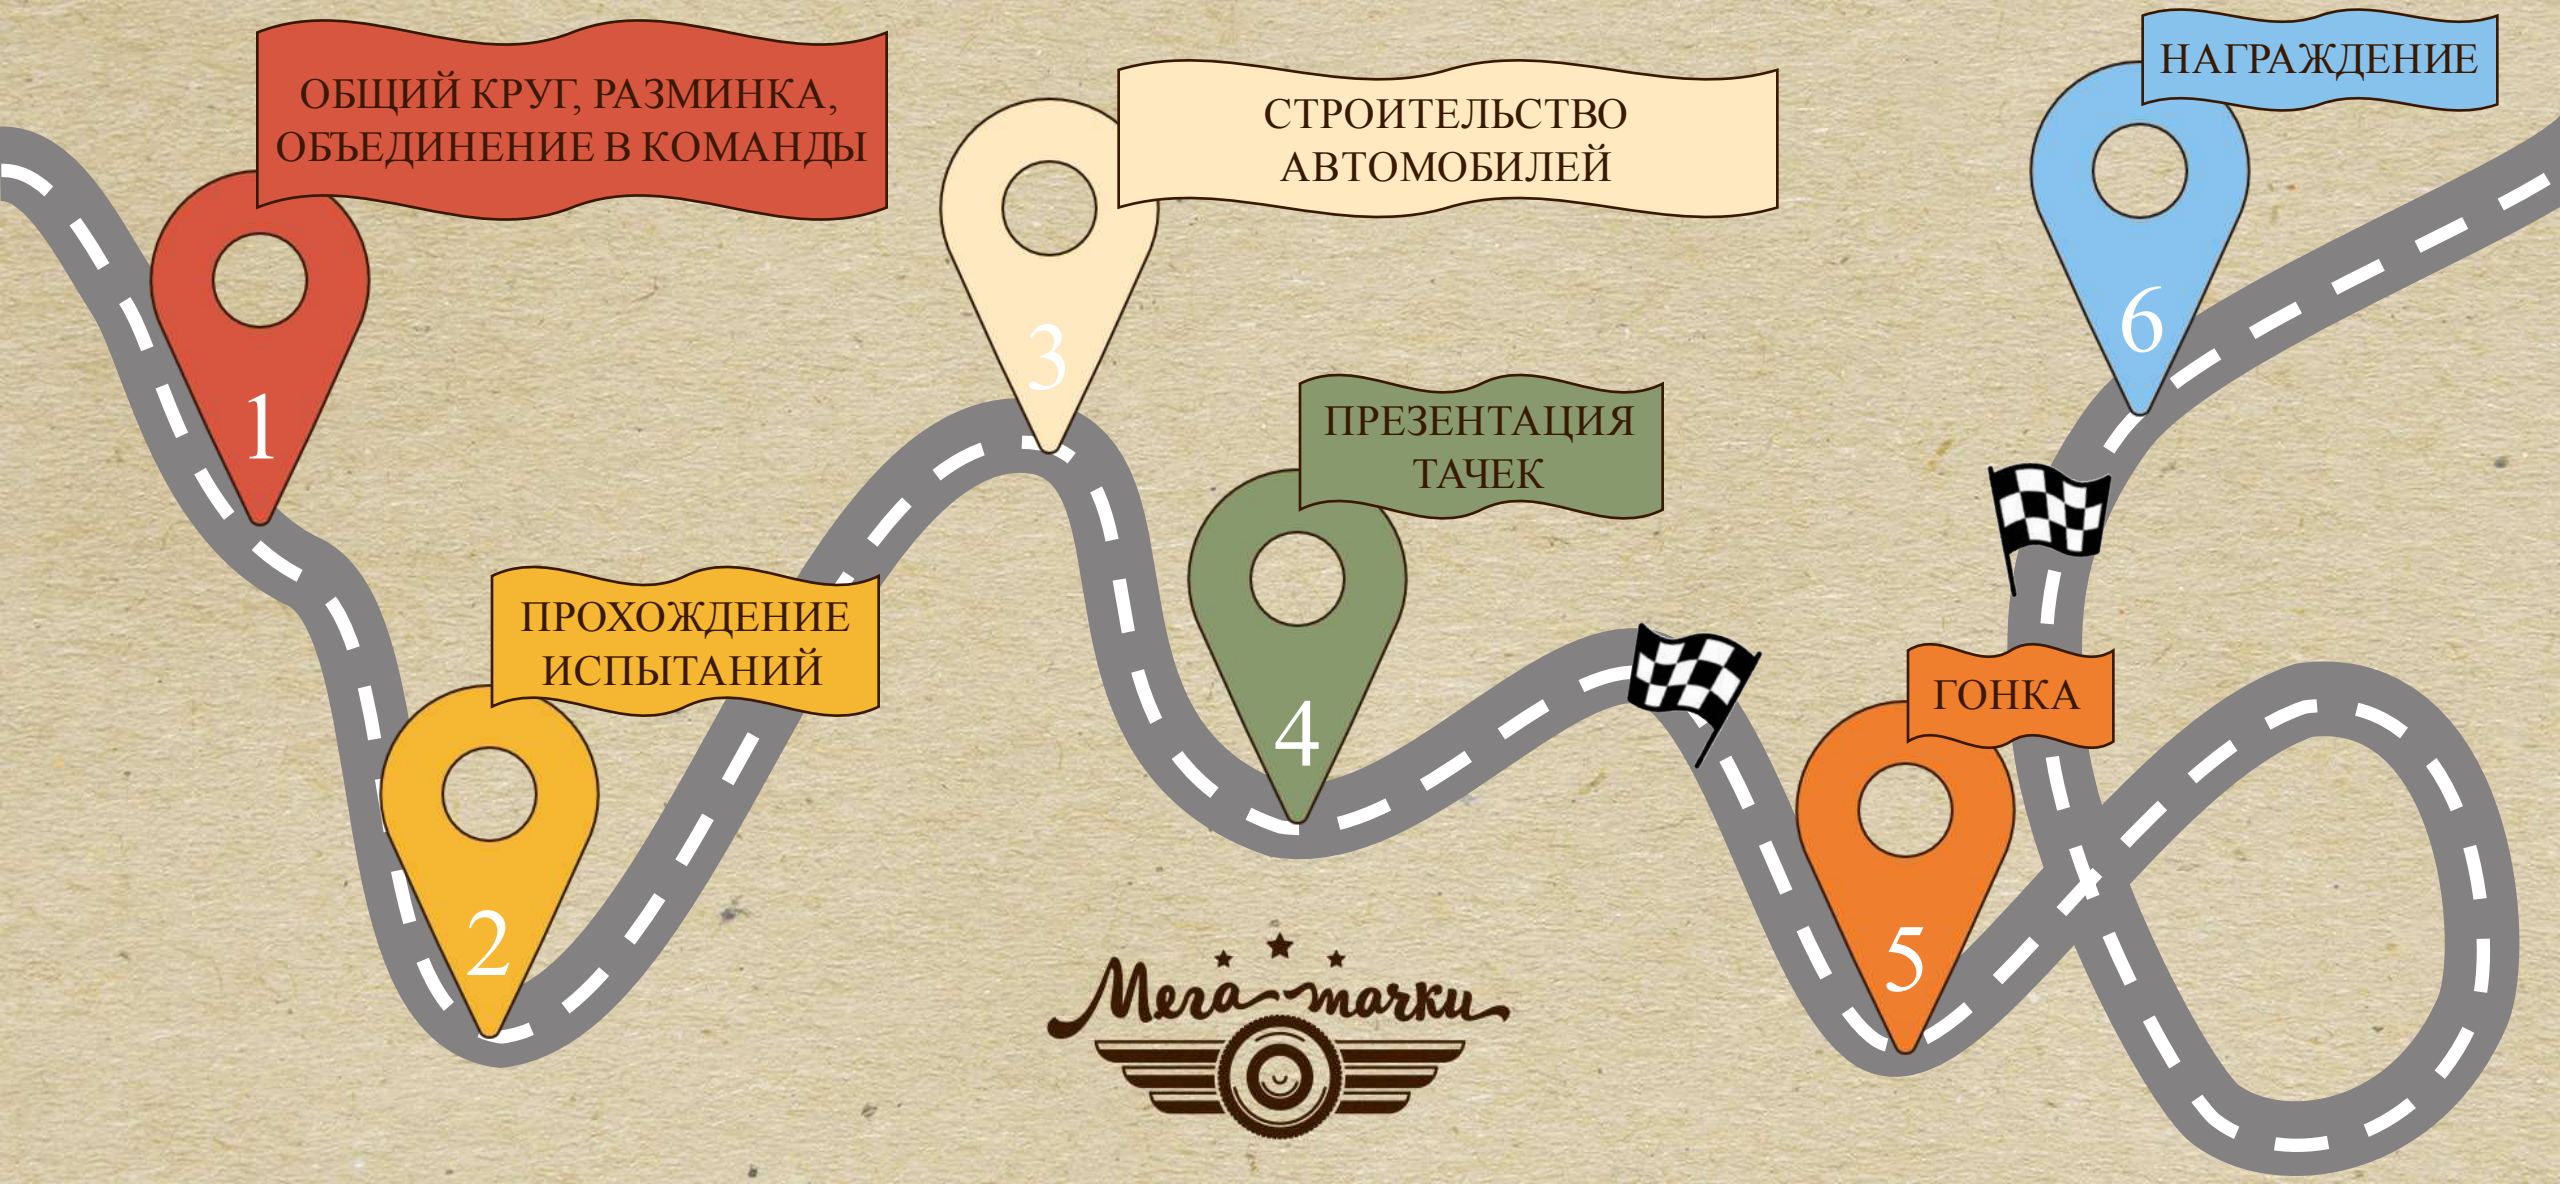 ОБЩИЙ КРУГ, РАЗМИНКА,
ОБЪЕДИНЕНИЕ В КОМАНДЫ
1
ПРОХОЖДЕНИЕ
ИСПЫТАНИЙ
2
СТРОИТЕЛЬСТВО
АВТОМОБИЛЕЙ
3
ПРЕЗЕНТАЦИЯ
ТАЧЕК
4
ГОНКА
5
НАГРАЖДЕНИЕ
6
Мега-тачки